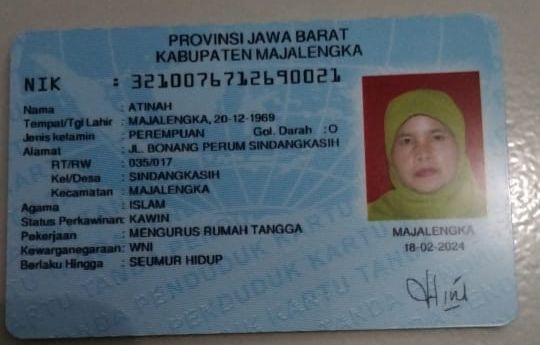 PROVINSI JAWA BARAT
KABUPATEN MAJALENGKA
NIK : 3210076712690021
Nama : ATINAH
Tempat/Tgl Lahir : MAJALENGKA, 20-12-1969
Jenis kelamin : PEREMPUAN Gol. Darah : O
Alamat : JL. BONANG PERUM SINDANGKASIH
RT/RW : 035/017
Kel/Desa : SINDANGKASIH
Kecamatan : MAJALENGKA
Agama : ISLAM
Status Perkawinan: KAWIN
Pekerjaan : MENGURUS RUMAH TANGGA
Kewarganegaraan: WNI
Berlaku Hingga : SEUMUR HIDUP
MAJALENGKA
18-02-2024